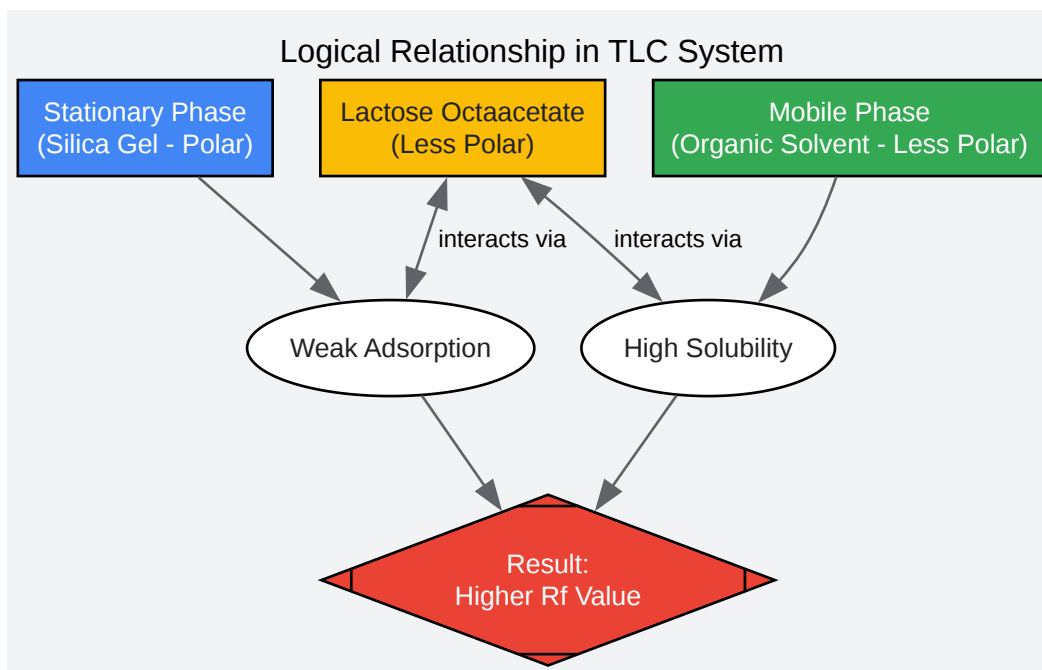 Logical Relationship in TLC System
Stationary Phase
(Silica Gel - Polar)
Lactose Octaacetate
(Less Polar)
Mobile Phase
(Organic Solvent - Less Polar)
interacts via
interacts via
Weak Adsorption
High Solubility
Result:
Higher Rf Value